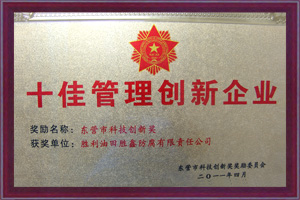 十佳管理创新企业
奖励名称：东营市科技创新奖
获奖单位：胜利油田胜鑫防腐有限责任公司
东营市科技创新奖奖励委员会
二〇一一年四月